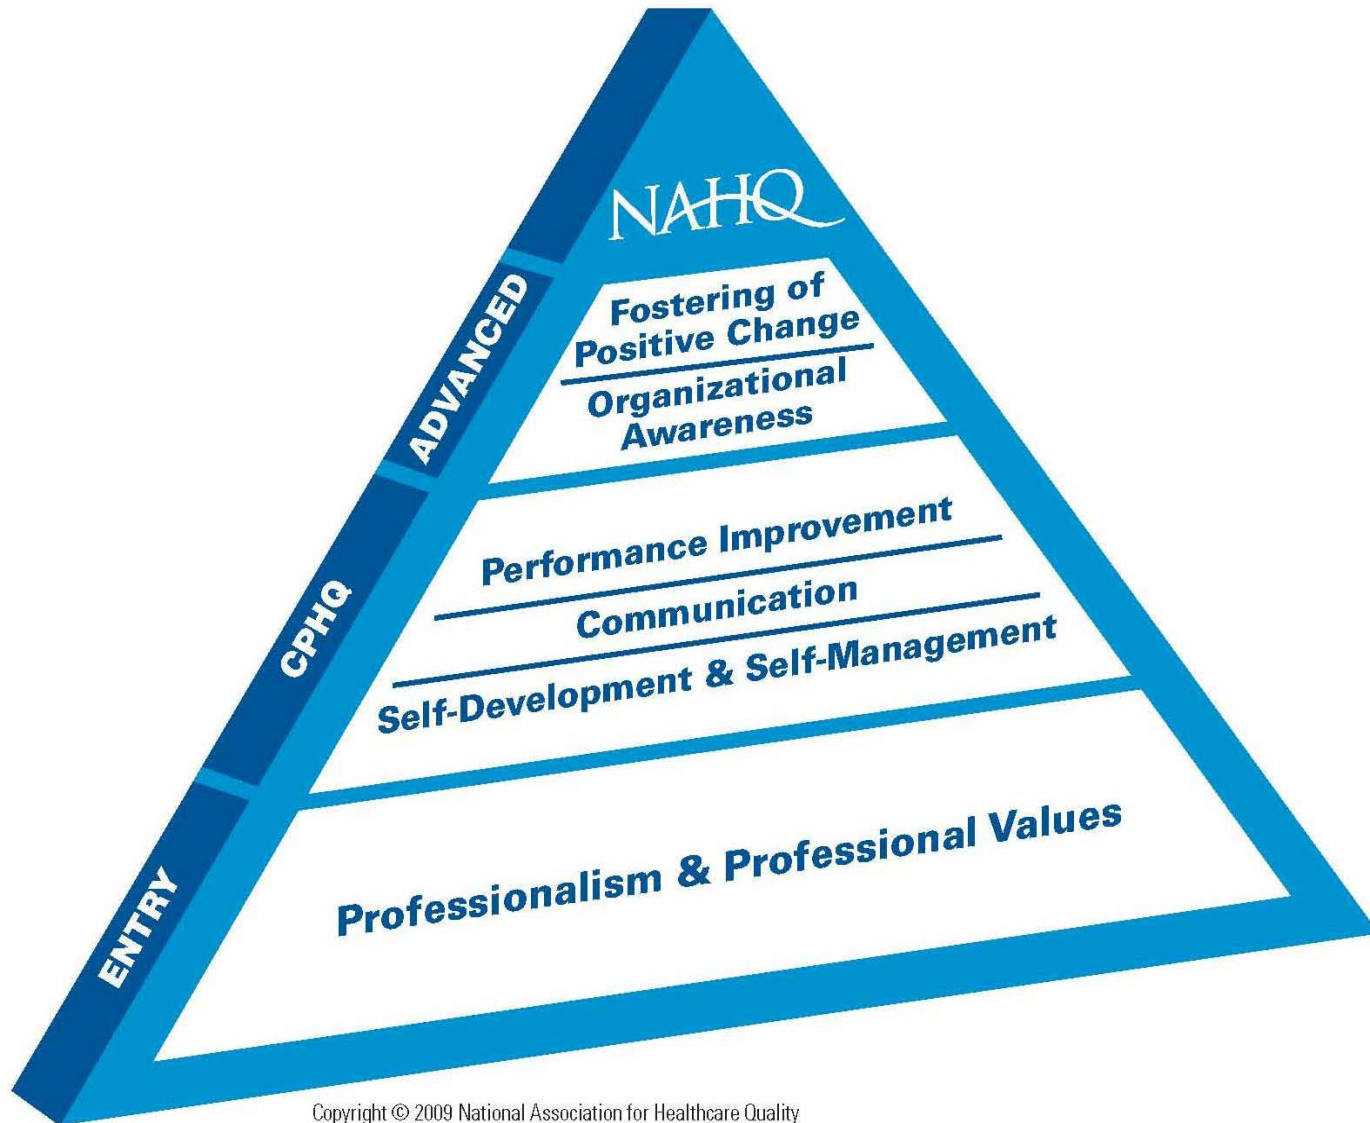 NAHQ
ADVANCED
Fostering of
Positive Change
Organizational
Awareness
CPHQ
Performance Improvement
Communication
Self-Development & Self-Management
ENTRY
Professionalism & Professional Values
Copyright © 2009 National Association for Healthcare Quality